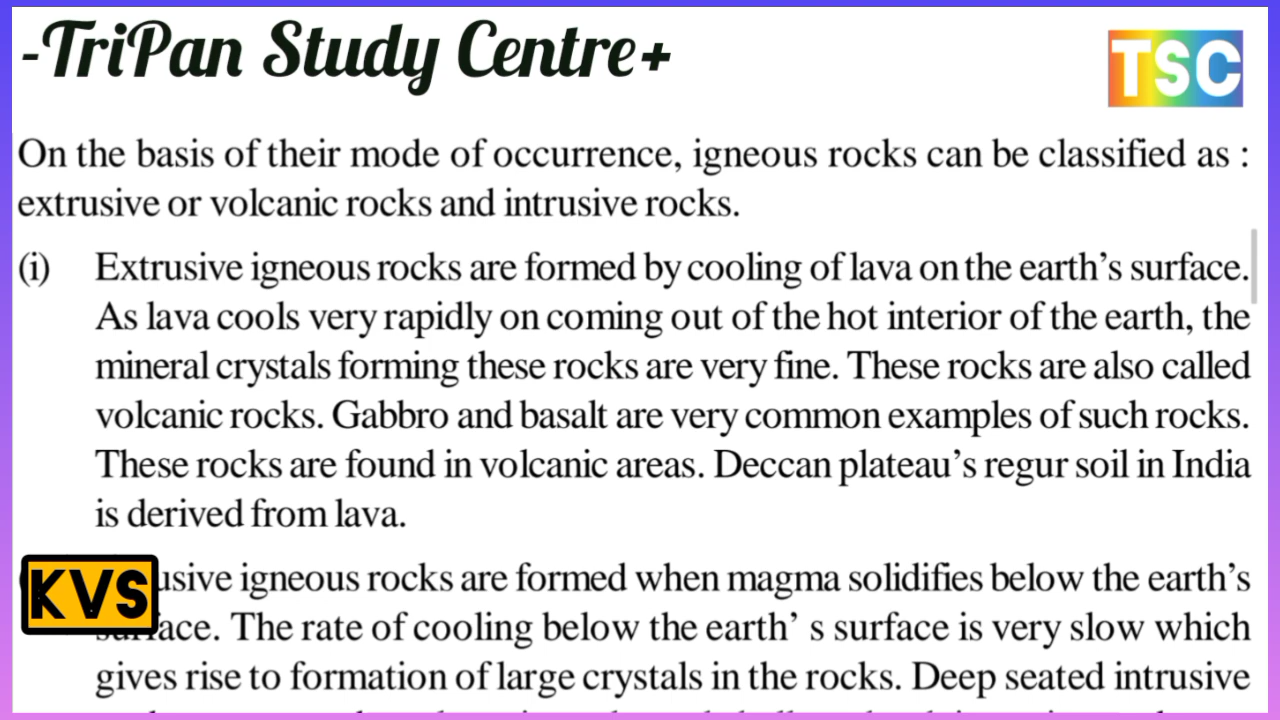 -TriPan Study Centre+
TSC
On the basis of their mode of occurrence, igneous rocks can be classified as :
extrusive or volcanic rocks and intrusive rocks.
(i) Extrusive igneous rocks are formed by cooling of lava on the earth’s surface.
As lava cools very rapidly on coming out of the hot interior of the earth, the
mineral crystals forming these rocks are very fine. These rocks are also called
volcanic rocks. Gabbro and basalt are very common examples of such rocks.
These rocks are found in volcanic areas. Deccan plateau’s regur soil in India
is derived from lava.
KVS
usive igneous rocks are formed when magma solidifies below the earth’s
surface. The rate of cooling below the earth’ s surface is very slow which
gives rise to formation of large crystals in the rocks. Deep seated intrusive